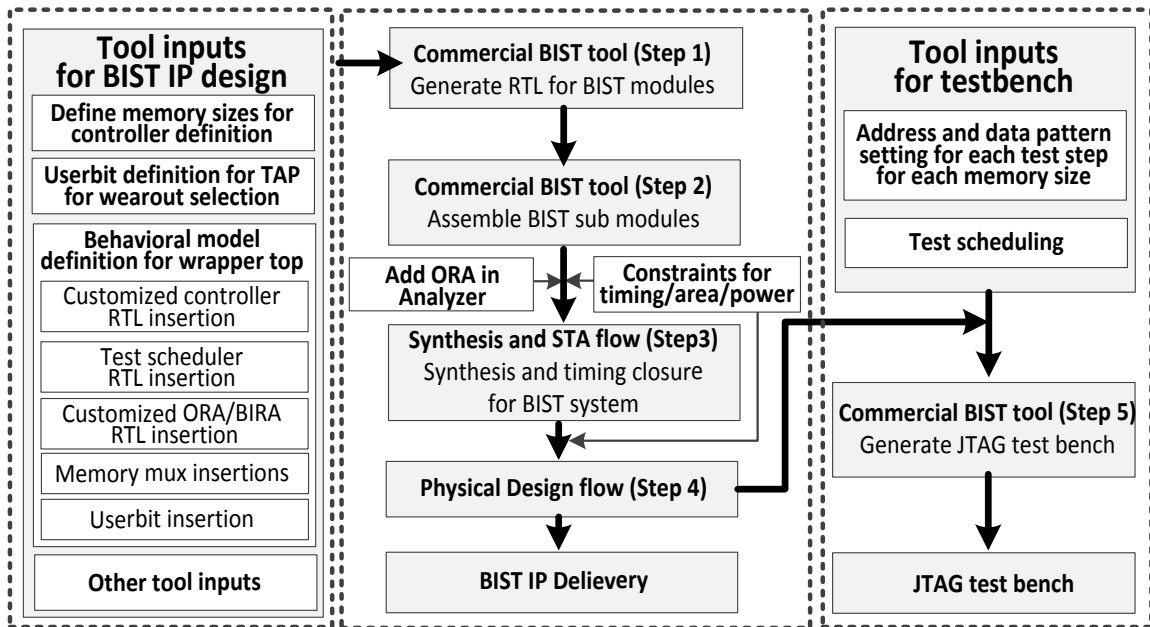 Tool inputs
for BIST IP design
Define memory sizes for
controller definition
Userbit definition for TAP
for wearout selection
Behavioral model
definition for wrapper top
Customized controller
RTL insertion
Test scheduler
RTL insertion
Customized ORA/BIRA
RTL insertion
Memory mux insertions
Userbit insertion
Other tool inputs
Commercial BIST tool (Step 1)
Generate RTL for BIST modules
Commercial BIST tool (Step 2)
Assemble BIST sub modules
Add ORA in
Analyzer
Constraints for
timing/area/power
Synthesis and STA flow (Step3)
Synthesis and timing closure
for BIST system
Physical Design flow (Step 4)
BIST IP Delievery
Tool inputs
for testbench
Address and data pattern
setting for each test step
for each memory size
Test scheduling
Commercial BIST tool (Step 5)
Generate JTAG test bench
JTAG test bench